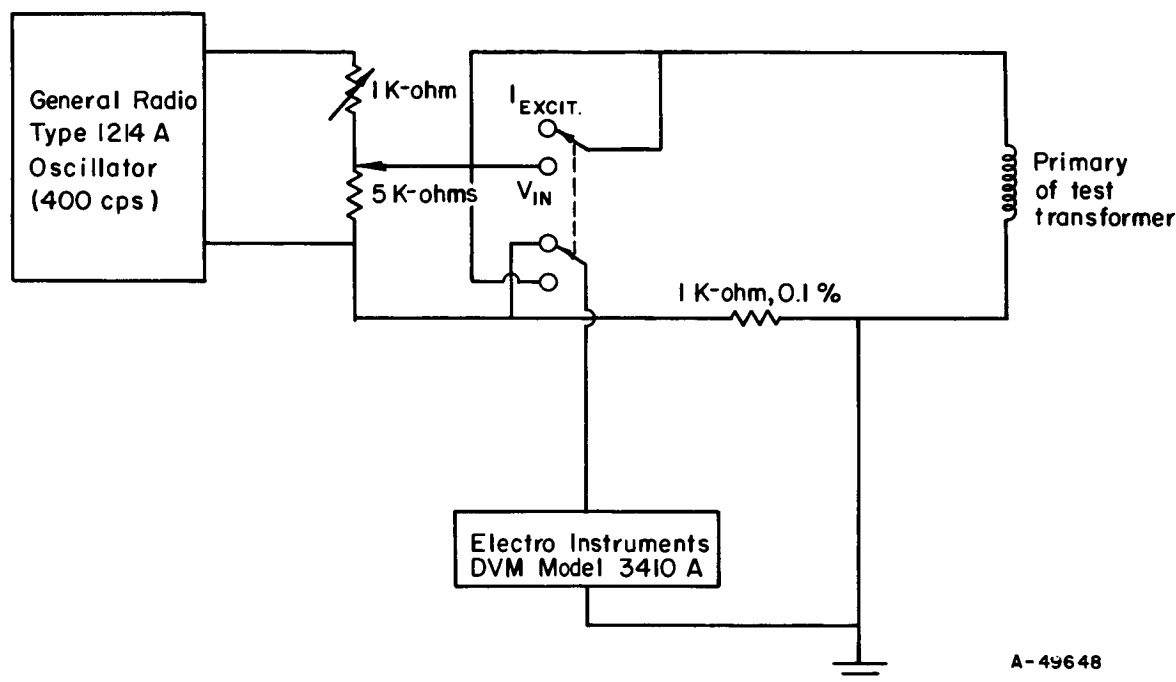 General Radio
Type 1214 A
Oscillator
(400 cps)
1 K-ohm
5 K-ohms
I EXCIT.
V IN
Primary
of test
transformer
1 K-ohm, 0.1 %
Electro Instruments
DVM Model 3410 A
A-49648